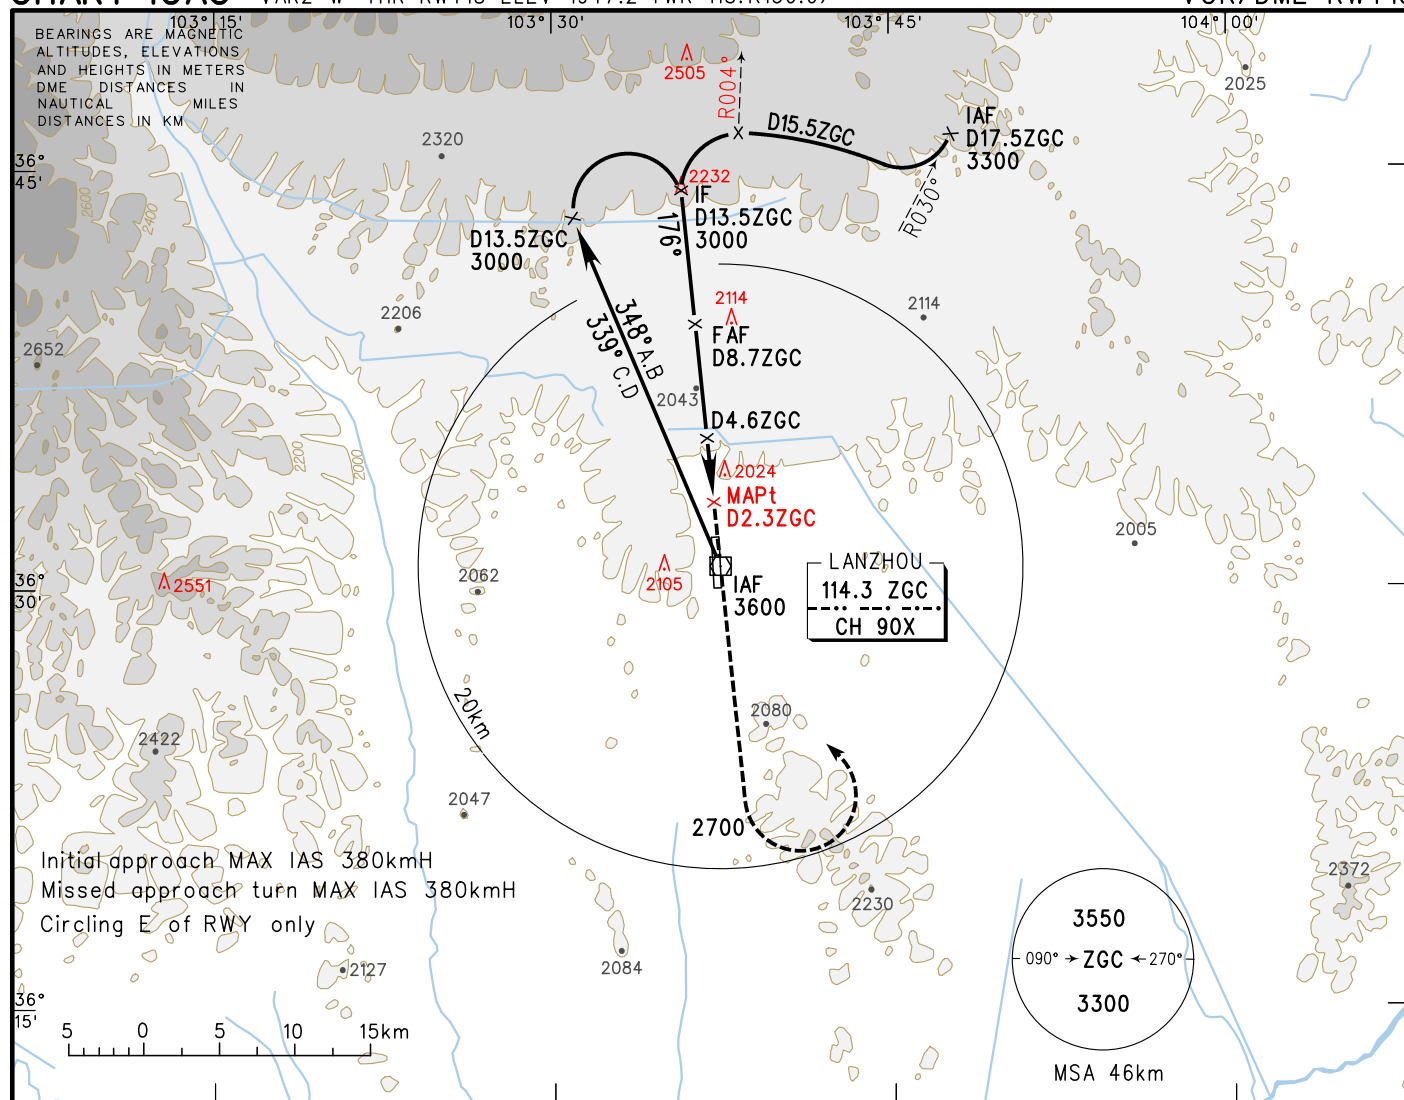 103°15'
103°30'
103°45'
104°00'
BEARINGS ARE MAGNETIC
ALTITUDES, ELEVATIONS
AND HEIGHTS IN METERS
DME DISTANCES IN
NAUTICAL MILES
DISTANCES IN KM
2505
2025
R004°
2320
D15.5ZGC
IAF
D17.5ZGC
3300
36°
45'
2600
2400
2232
IF
D13.5ZGC
3000
R030°
176°
D13.5ZGC
3000
2206
2114
2114
348° A.B
339° C.D
FAF
D8.7ZGC
2652
2043
D4.6ZGC
2200
2000
2024
MAPt
D2.3ZGC
2005
36°
30'
2551
2062
2105
IAF
3600
LANZHOU
114.3 ZGC
CH 90X
20km
2080
2422
2047
2700
Initial approach MAX IAS 380kmH
Missed approach turn MAX IAS 380kmH
Circling E of RWY only
2230
2372
2127
2084
3550
090° ZGC 270°
3300
MSA 46km
36°
15'
5 0 5 10 15km